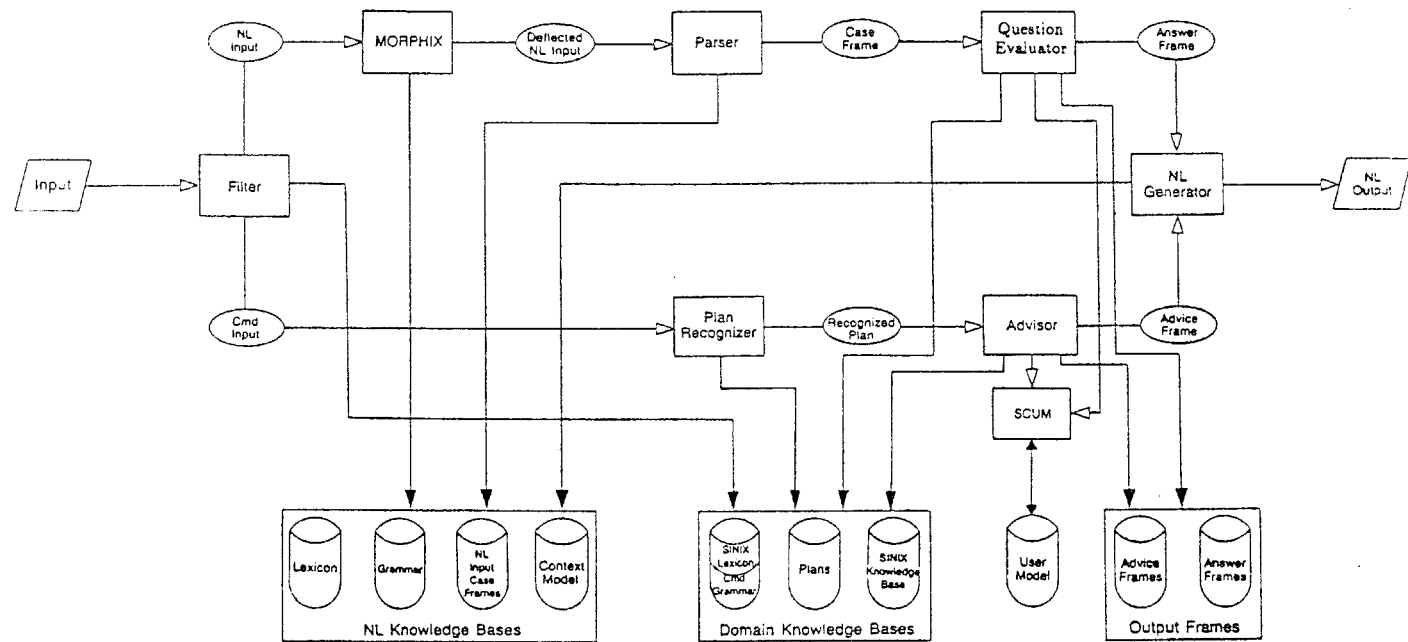 NL
Input
MORPHIX
Deflected
NL Input
Parser
Case
Frame
Question
Evaluator
Answer
Frame
Input
Filter
NL
Generator
NL
Output
Cmd
Input
Plan
Recognizer
Recognized
Plan
Advisor
Advice
Frame
SCUM
Lexicon
Grammar
NL
Input
Case
Frames
Context
Model
NL Knowledge Bases
SINIX
Lexicon
Cmd
Grammar
Plans
SINIX
Knowledge
Base
Domain Knowledge Bases
User
Model
Advice
Frames
Answer
Frames
Output Frames